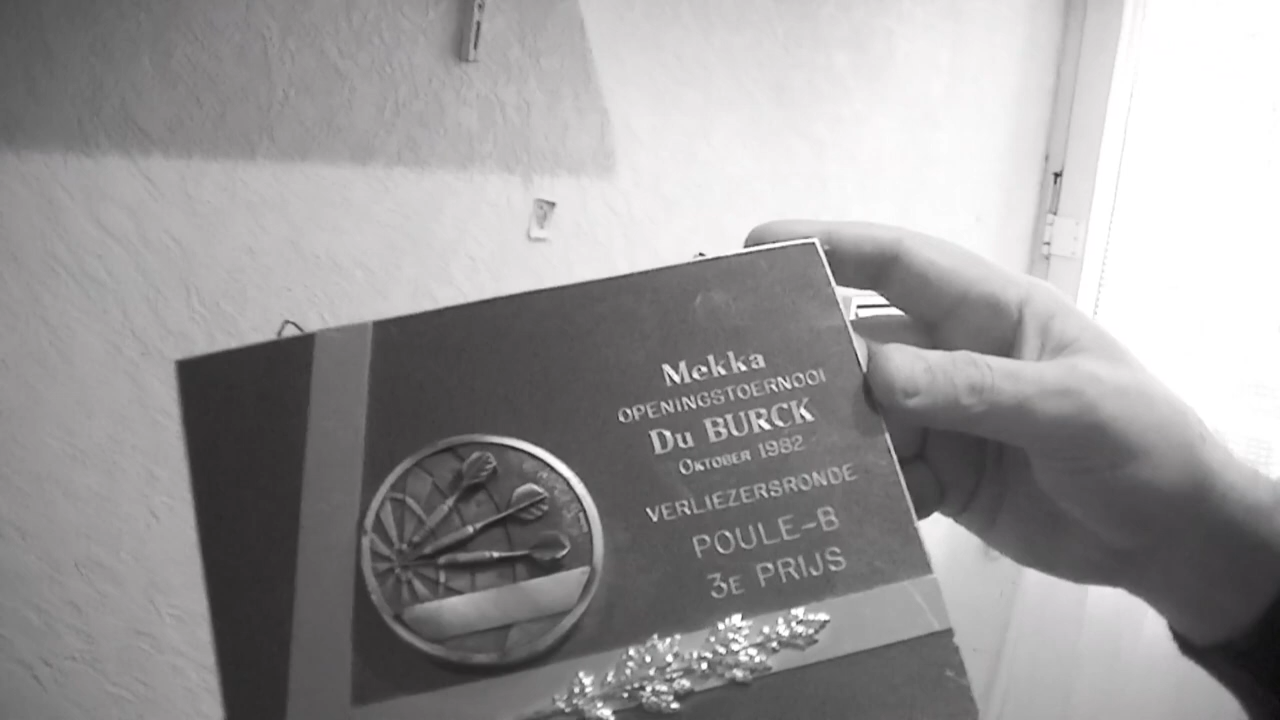 Mekka
OPENINGSTOERNOOI
Du BURCK
OKTOBER 1982
VERLIEZERSRONDE
POULE-B
3E PRIJS